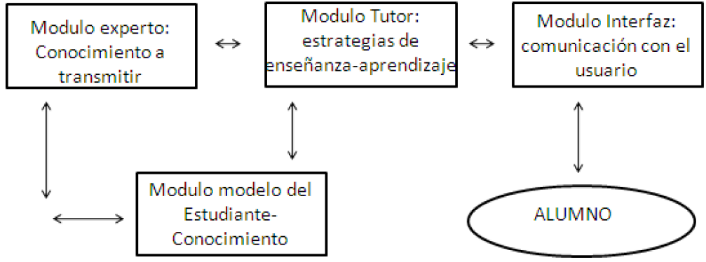 Modulo experto:
Conocimiento a
transmitir
Modulo Tutor:
estrategias de
enseñanza-aprendizaje
Modulo Interfaz:
comunicación con el
usuario
Modulo modelo del
Estudiante-
Conocimiento
ALUMNO